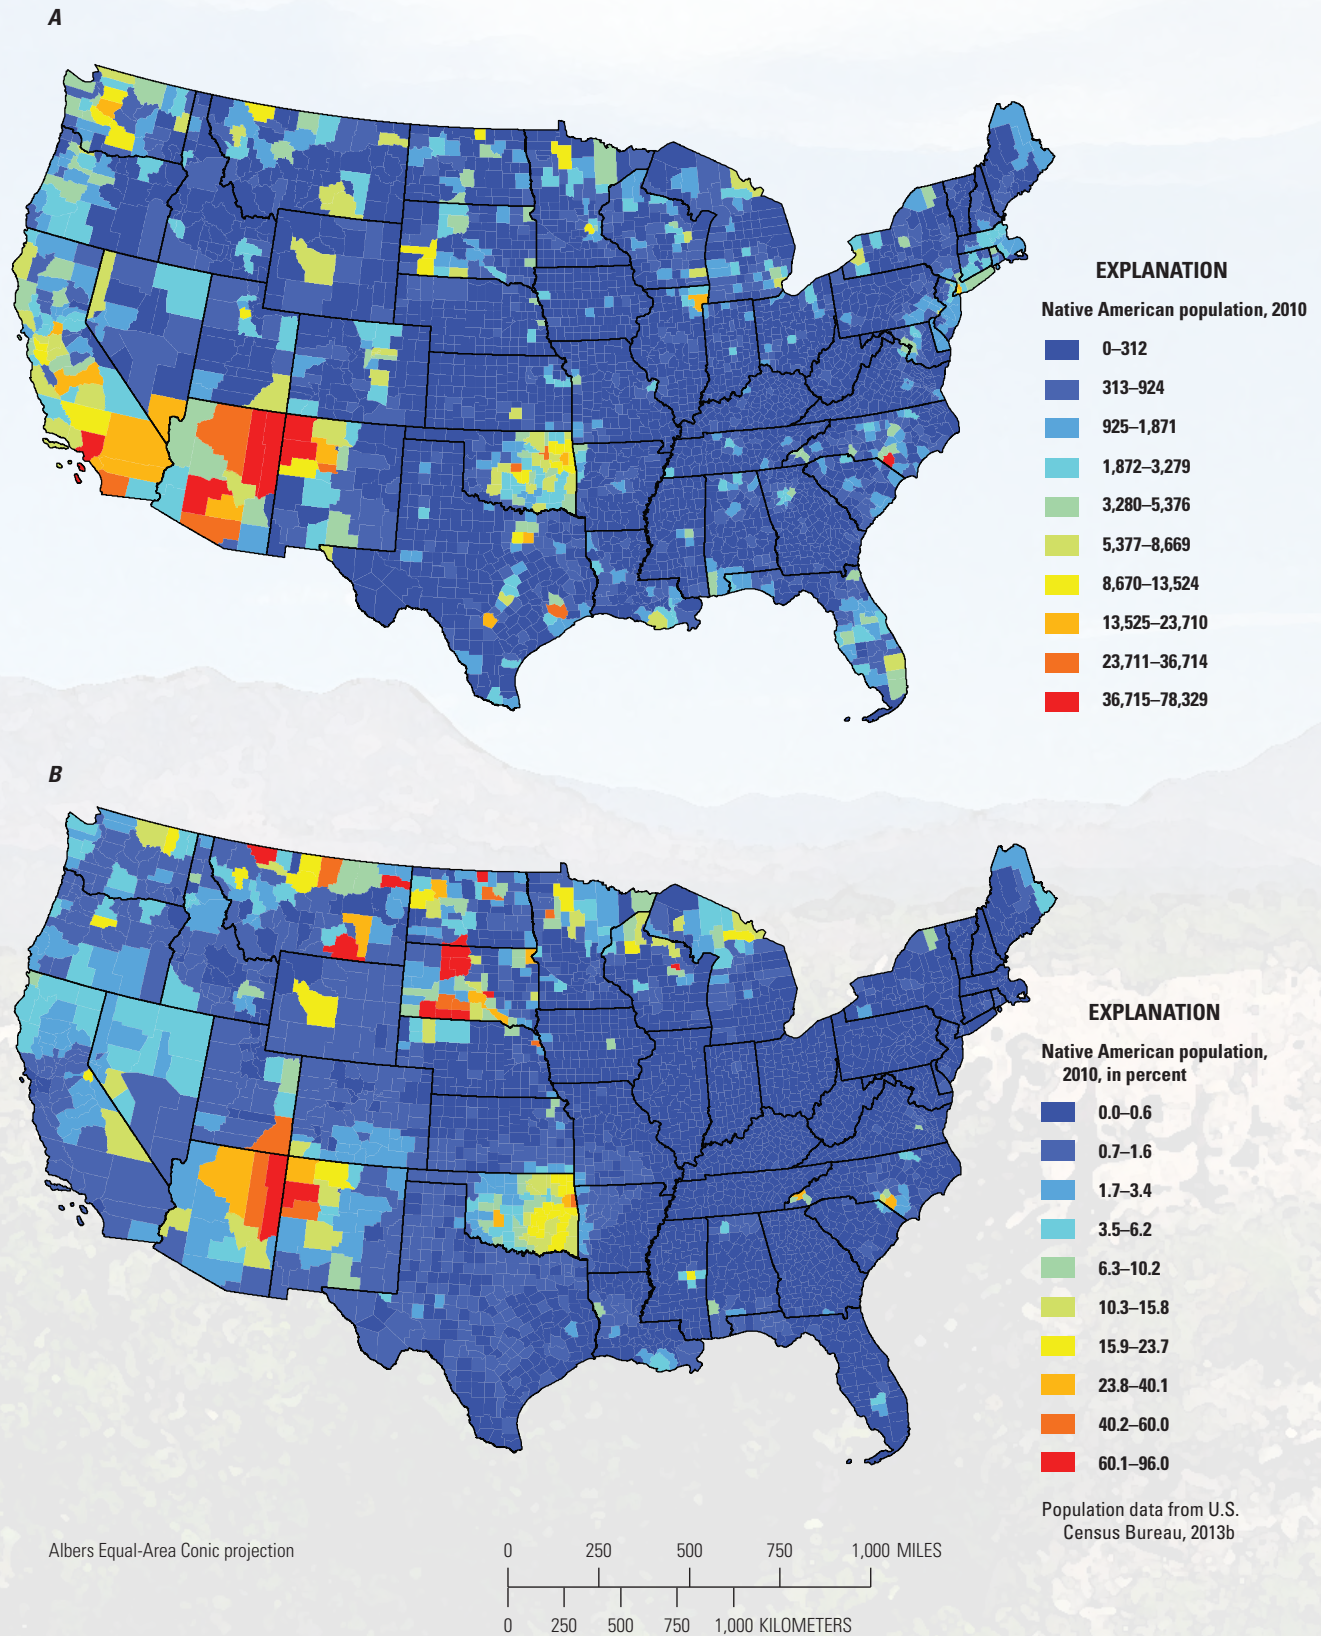 A
EXPLANATION
Native American population, 2010
0–312
313–924
925–1,871
1,872–3,279
3,280–5,376
5,377–8,669
8,670–13,524
13,525–23,710
23,711–36,714
36,715–78,329
B
EXPLANATION
Native American population,
2010, in percent
0.0–0.6
0.7–1.6
1.7–3.4
3.5–6.2
6.3–10.2
10.3–15.8
15.9–23.7
23.8–40.1
40.2–60.0
60.1–96.0
Population data from U.S.
Census Bureau, 2013b
Albers Equal-Area Conic projection
0 250 500 750 1,000 MILES
0 250 500 750 1,000 KILOMETERS